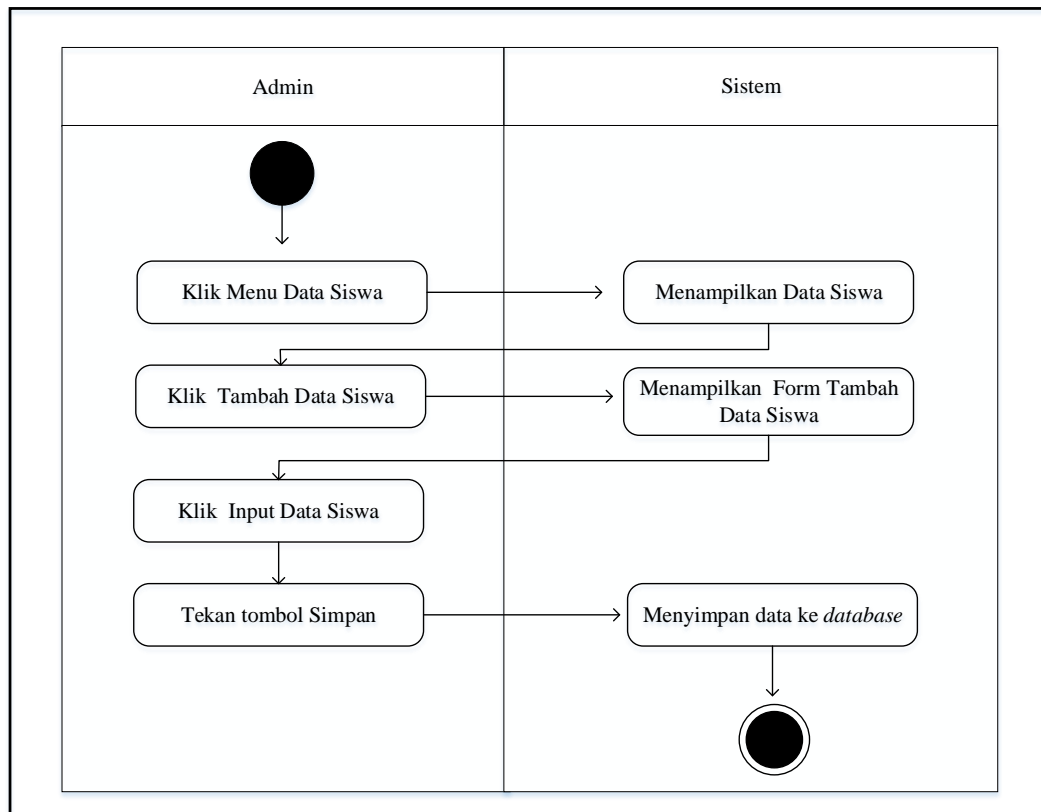 Admin
Sistem
Klik Menu Data Siswa
Menampilkan Data Siswa
Klik Tambah Data Siswa
Menampilkan Form Tambah
Data Siswa
Klik Input Data Siswa
Tekan tombol Simpan
Menyimpan data ke database